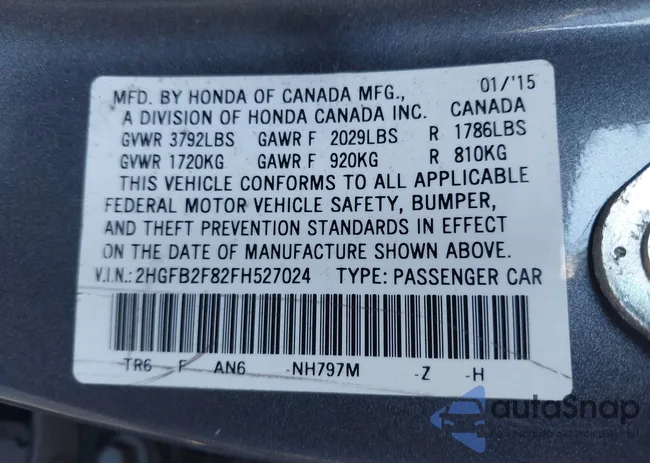 MFD. BY HONDA OF CANADA MFG., 01/'15
A DIVISION OF HONDA CANADA INC. CANADA
GVWR 3792LBS GAWR F 2029LBS R 1786LBS
GVWR 1720KG GAWR F 920KG R 810KG
THIS VEHICLE CONFORMS TO ALL APPLICABLE
FEDERAL MOTOR VEHICLE SAFETY, BUMPER,
AND THEFT PREVENTION STANDARDS IN EFFECT
ON THE DATE OF MANUFACTURE SHOWN ABOVE.
V.I.N.: 2HGFB2F82FH527024 TYPE: PASSENGER CAR
TR6 -F AN6 -NH797M -Z -H
autoSnap